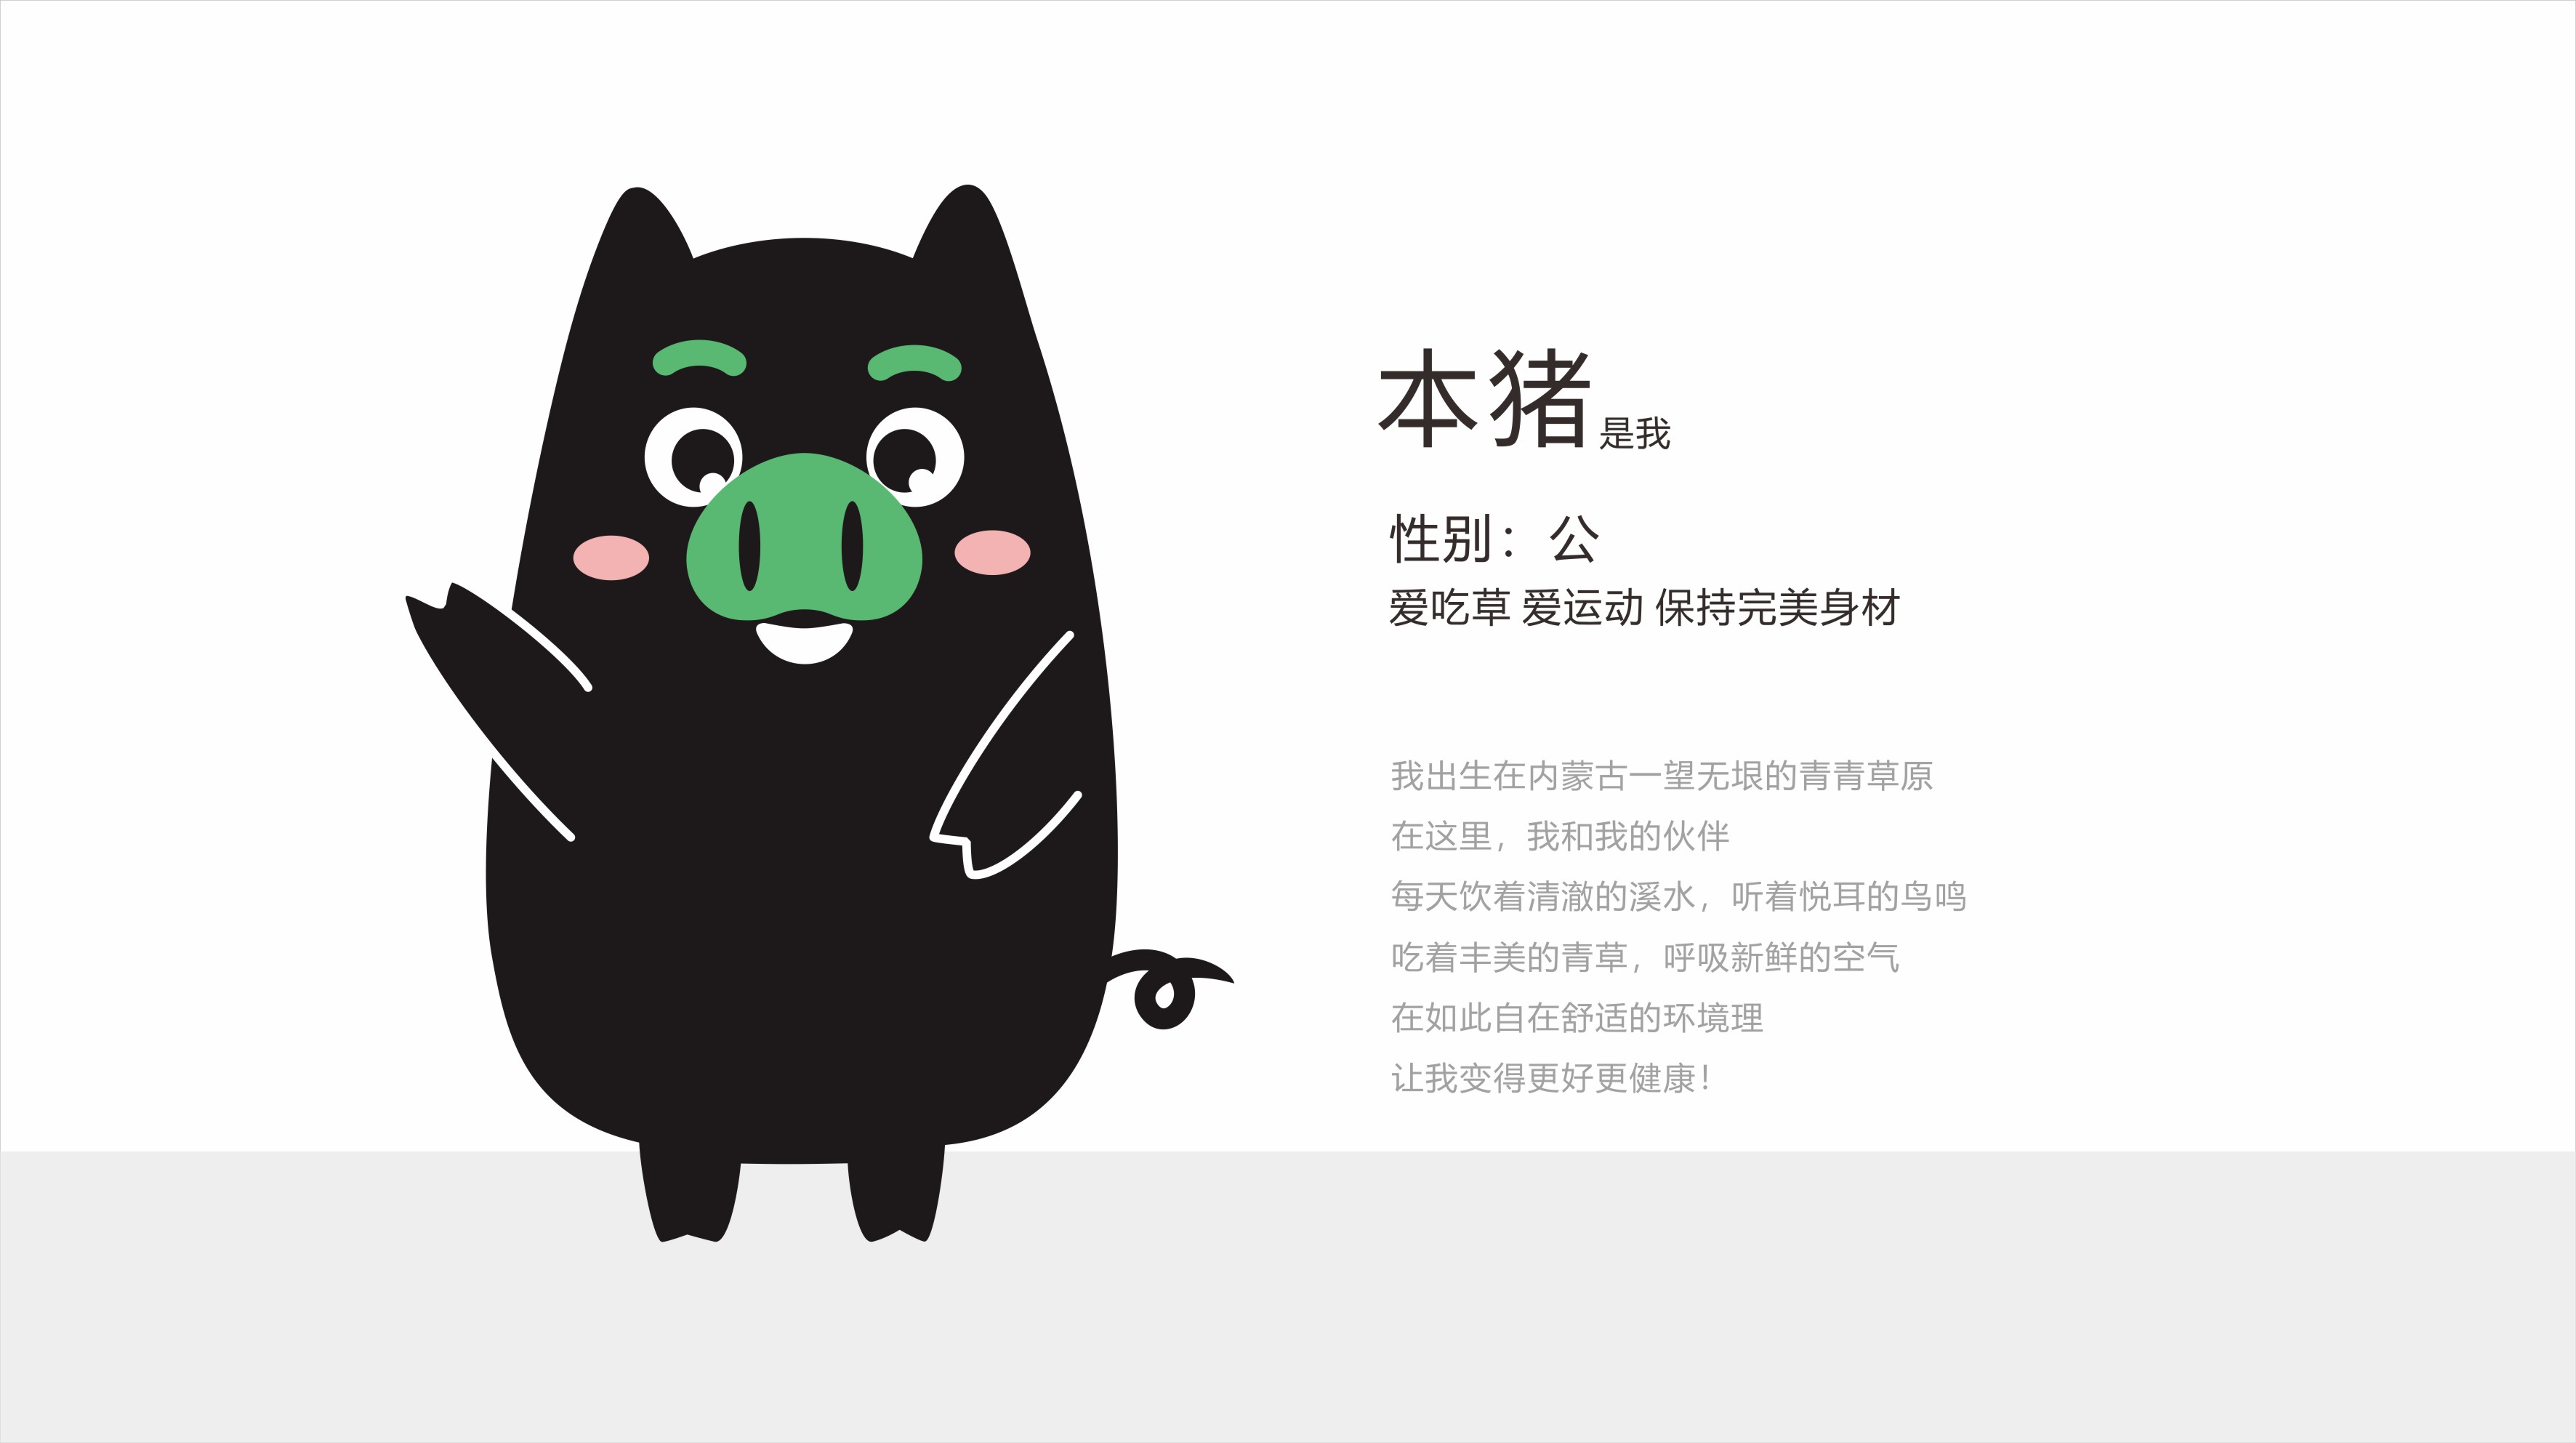 本猪是我
性别：公
爱吃草 爱运动 保持完美身材
我出生在内蒙古一望无垠的青青草原
在这里，我和我的伙伴
每天饮着清澈的溪水，听着悦耳的鸟鸣
吃着丰美的青草，呼吸新鲜的空气
在如此自在舒适的环境理
让我变得更好更健康！